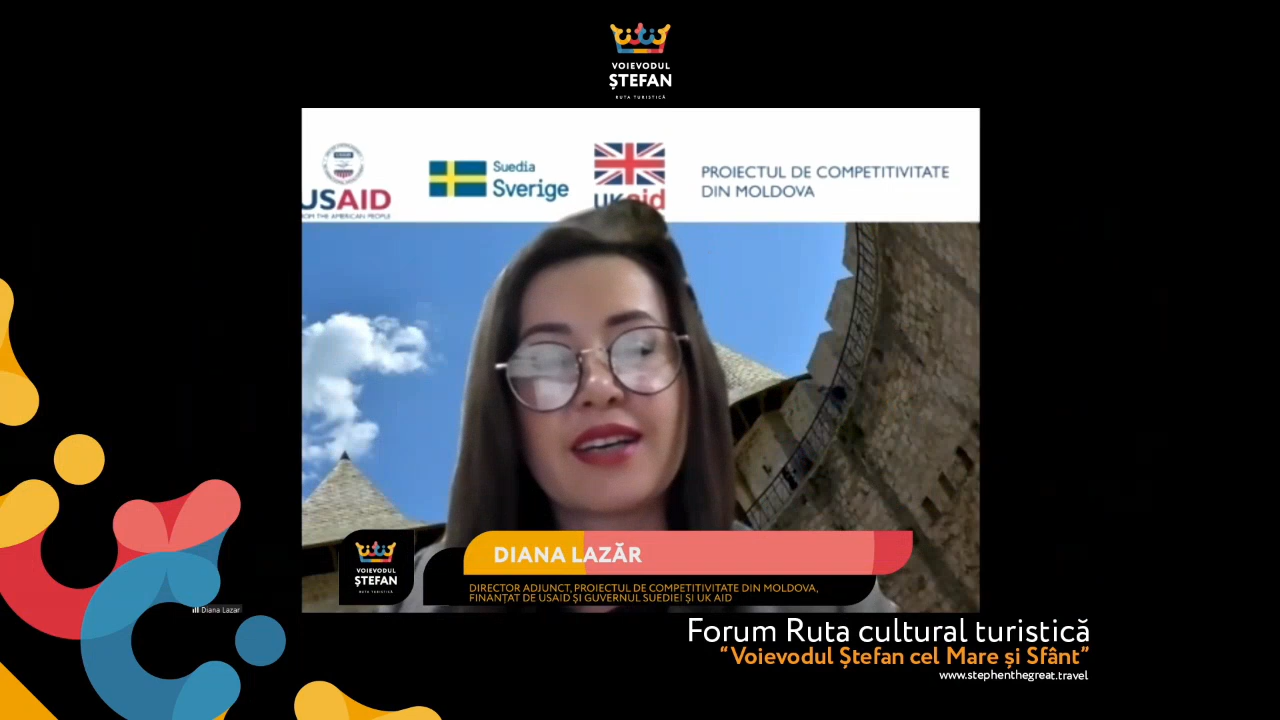 VOIEVODUL
ȘTEFAN
RUTA TURISTICĂ
USAID
FROM THE AMERICAN PEOPLE
Suedia
Sverige
UKaid
PROIECTUL DE COMPETITIVITATE
DIN MOLDOVA
DIANA LAZĂR
VOIEVODUL
ȘTEFAN
RUTA TURISTICĂ
DIRECTOR ADJUNCT, PROIECTUL DE COMPETITIVITATE DIN MOLDOVA,
FINANȚAT DE USAID ȘI GUVERNUL SUEDIEI ȘI UK AID
Diana Lazar
Forum Ruta cultural turistică
“Voievodul Ștefan cel Mare și Sfânt”
www.stephenthegreat.travel